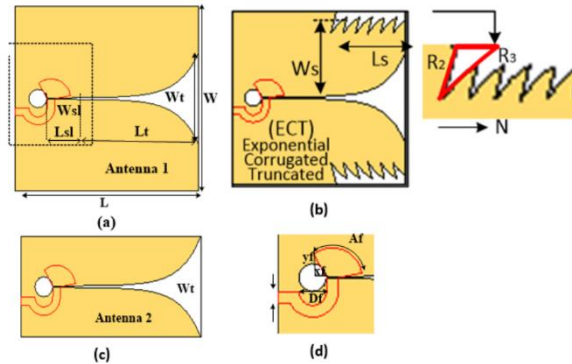 Wsl
Lsl
Lt
Wt
W
Antenna 1
L
(a)
Ws
Ls
(ECT)
Exponential
Corrugated
Truncated
(b)
R2
R3
N
Wt
Antenna 2
(c)
Af
yf
xf
Df
(d)